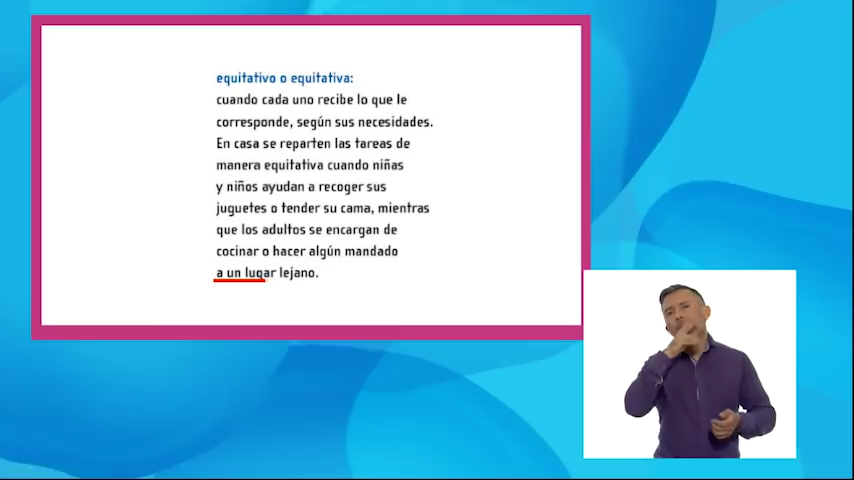 equitativo o equitativa:
cuando cada uno recibe lo que le
corresponde, según sus necesidades.
En casa se reparten las tareas de
manera equitativa cuando niñas
y niños ayudan a recoger sus
juguetes o tender su cama, mientras
que los adultos se encargan de
cocinar o hacer algún mandado
a un lugar lejano.